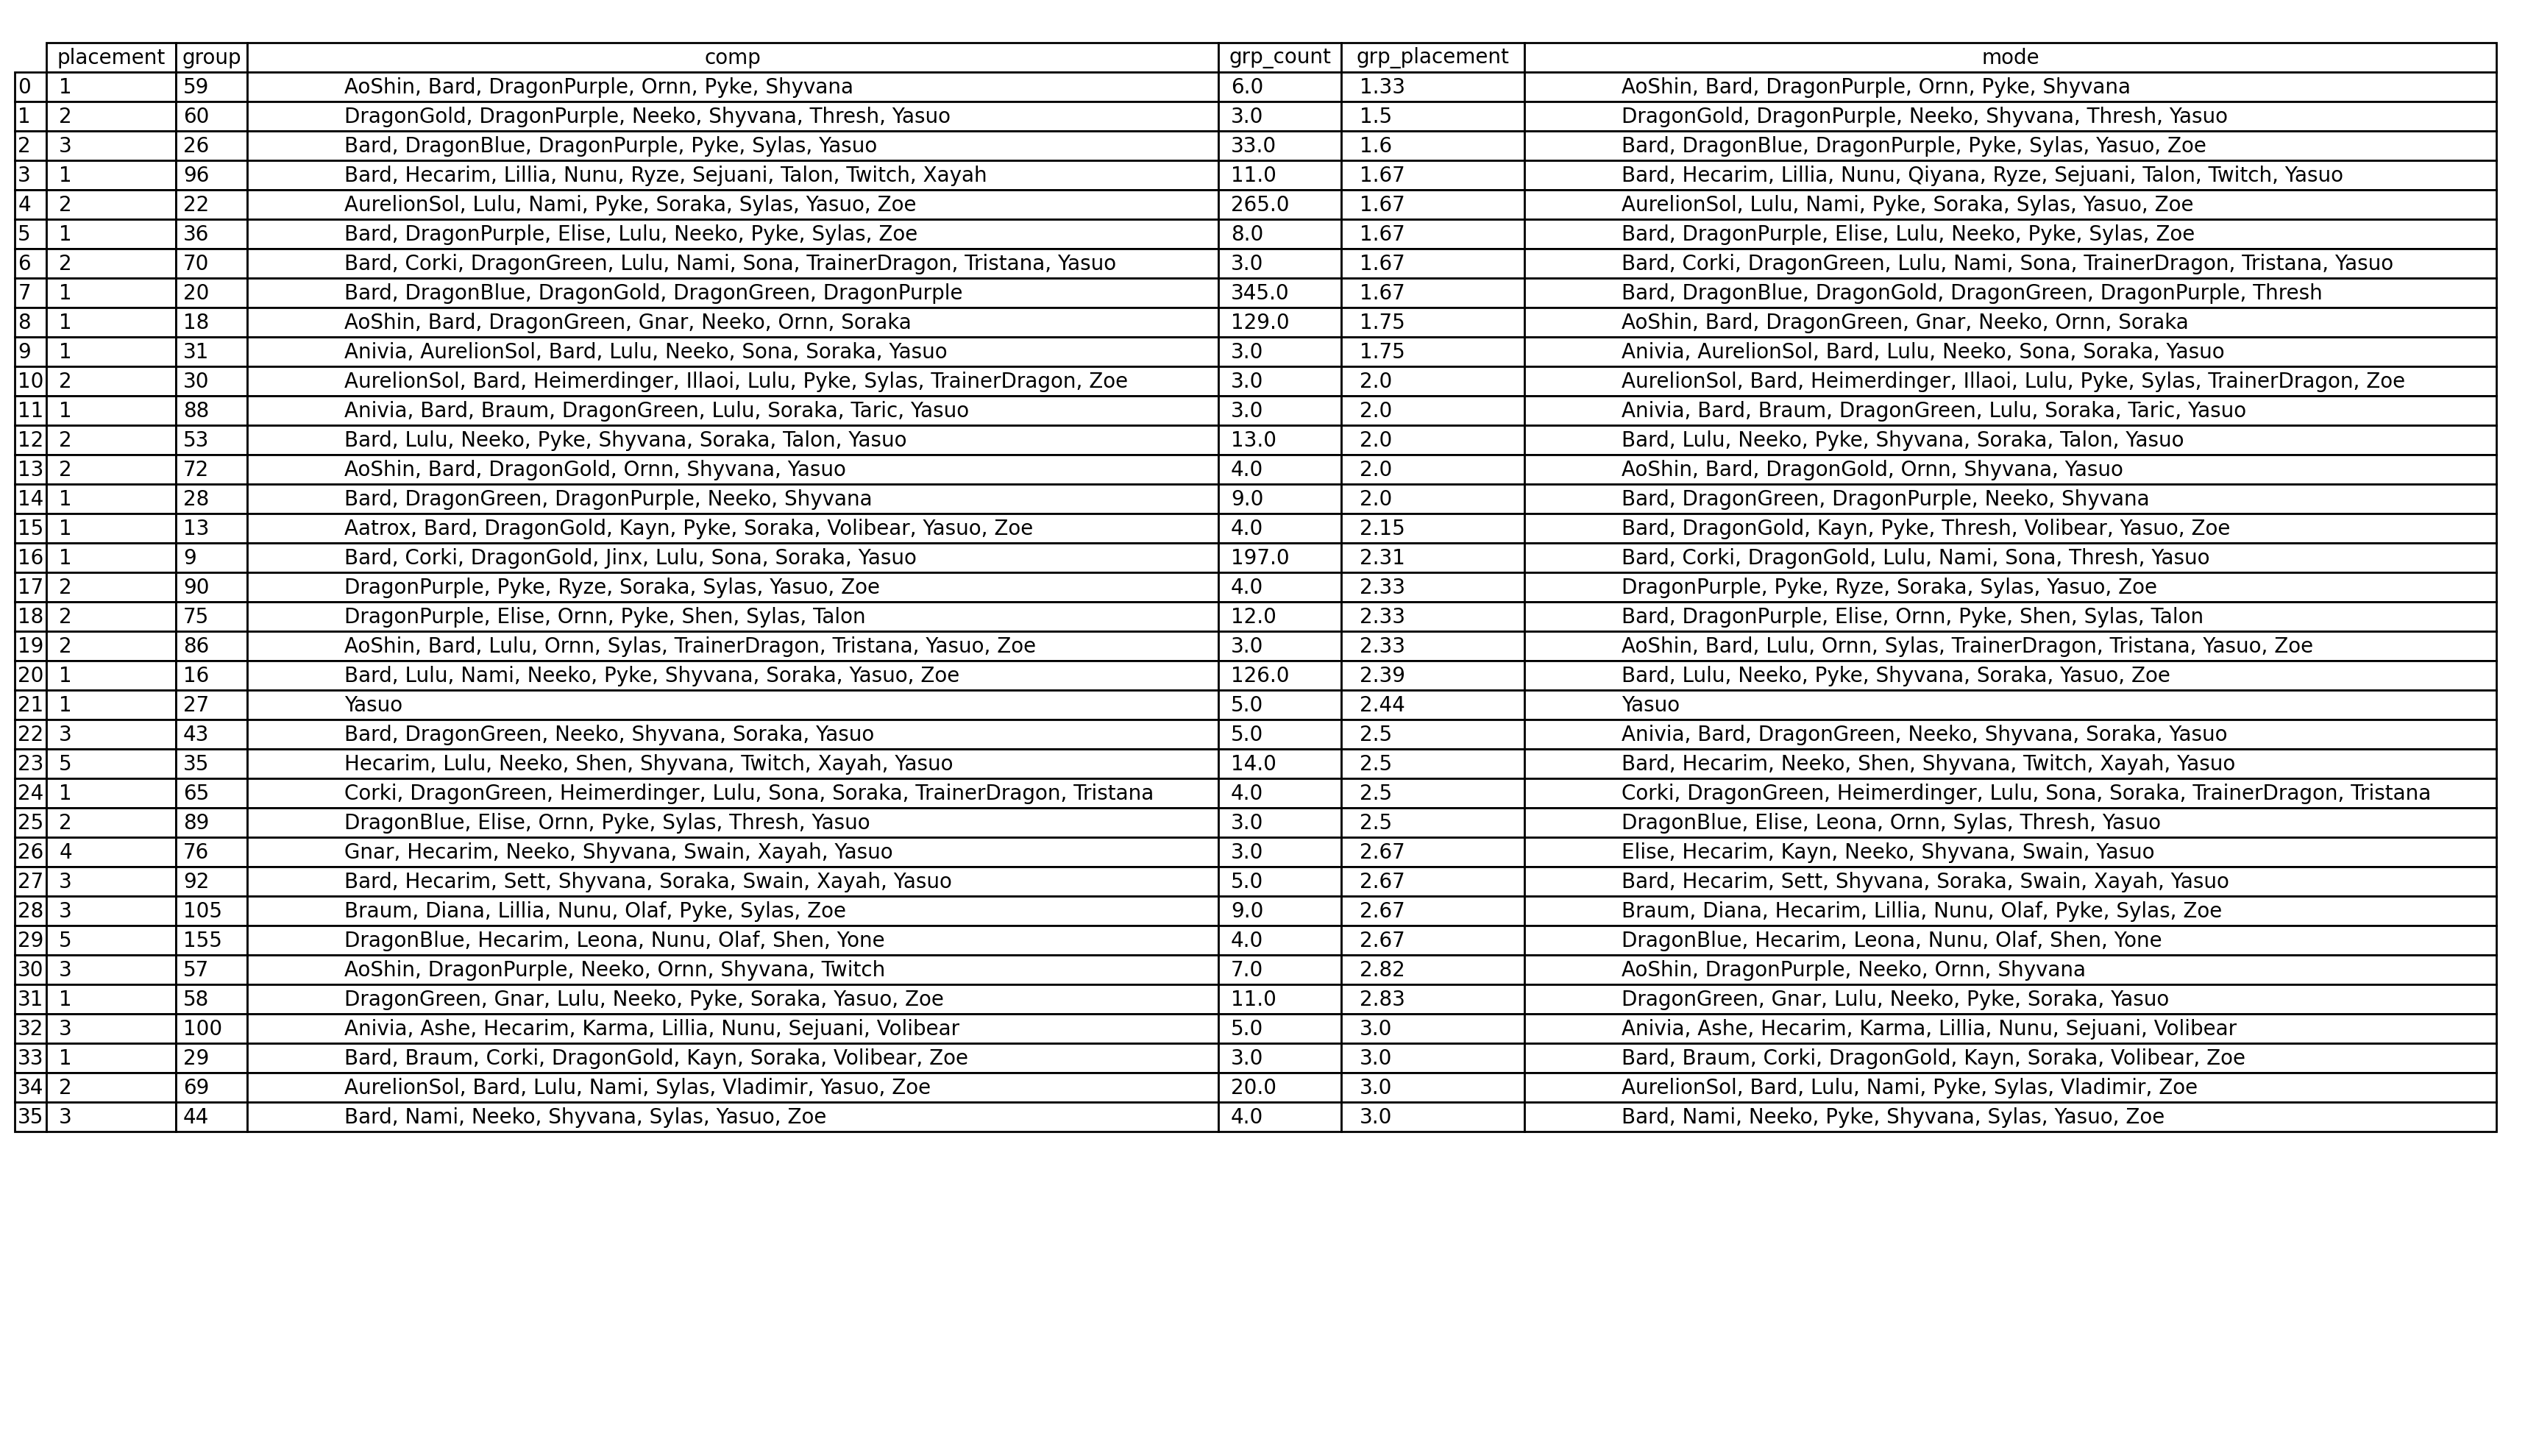 placement group comp grp_count grp_placement mode
0 1 59 AoShin, Bard, DragonPurple, Ornn, Pyke, Shyvana 6.0 1.33 AoShin, Bard, DragonPurple, Ornn, Pyke, Shyvana
1 2 60 DragonGold, DragonPurple, Neeko, Shyvana, Thresh, Yasuo 3.0 1.5 DragonGold, DragonPurple, Neeko, Shyvana, Thresh, Yasuo
2 3 26 Bard, DragonBlue, DragonPurple, Pyke, Sylas, Yasuo 33.0 1.6 Bard, DragonBlue, DragonPurple, Pyke, Sylas, Yasuo, Zoe
3 1 96 Bard, Hecarim, Lillia, Nunu, Ryze, Sejuani, Talon, Twitch, Xayah 11.0 1.67 Bard, Hecarim, Lillia, Nunu, Qiyana, Ryze, Sejuani, Talon, Twitch, Yasuo
4 2 22 AurelionSol, Lulu, Nami, Pyke, Soraka, Sylas, Yasuo, Zoe 265.0 1.67 AurelionSol, Lulu, Nami, Pyke, Soraka, Sylas, Yasuo, Zoe
5 1 36 Bard, DragonPurple, Elise, Lulu, Neeko, Pyke, Sylas, Zoe 8.0 1.67 Bard, DragonPurple, Elise, Lulu, Neeko, Pyke, Sylas, Zoe
6 2 70 Bard, Corki, DragonGreen, Lulu, Nami, Sona, TrainerDragon, Tristana, Yasuo 3.0 1.67 Bard, Corki, DragonGreen, Lulu, Nami, Sona, TrainerDragon, Tristana, Yasuo
7 1 20 Bard, DragonBlue, DragonGold, DragonGreen, DragonPurple 345.0 1.67 Bard, DragonBlue, DragonGold, DragonGreen, DragonPurple, Thresh
8 1 18 AoShin, Bard, DragonGreen, Gnar, Neeko, Ornn, Soraka 129.0 1.75 AoShin, Bard, DragonGreen, Gnar, Neeko, Ornn, Soraka
9 1 31 Anivia, AurelionSol, Bard, Lulu, Neeko, Sona, Soraka, Yasuo 3.0 1.75 Anivia, AurelionSol, Bard, Lulu, Neeko, Sona, Soraka, Yasuo
10 2 30 AurelionSol, Bard, Heimerdinger, Illaoi, Lulu, Pyke, Sylas, TrainerDragon, Zoe 3.0 2.0 AurelionSol, Bard, Heimerdinger, Illaoi, Lulu, Pyke, Sylas, TrainerDragon, Zoe
11 1 88 Anivia, Bard, Braum, DragonGreen, Lulu, Soraka, Taric, Yasuo 3.0 2.0 Anivia, Bard, Braum, DragonGreen, Lulu, Soraka, Taric, Yasuo
12 2 53 Bard, Lulu, Neeko, Pyke, Shyvana, Soraka, Talon, Yasuo 13.0 2.0 Bard, Lulu, Neeko, Pyke, Shyvana, Soraka, Talon, Yasuo
13 2 72 AoShin, Bard, DragonGold, Ornn, Shyvana, Yasuo 4.0 2.0 AoShin, Bard, DragonGold, Ornn, Shyvana, Yasuo
14 1 28 Bard, DragonGreen, DragonPurple, Neeko, Shyvana 9.0 2.0 Bard, DragonGreen, DragonPurple, Neeko, Shyvana
15 1 13 Aatrox, Bard, DragonGold, Kayn, Pyke, Soraka, Volibear, Yasuo, Zoe 4.0 2.15 Bard, DragonGold, Kayn, Pyke, Thresh, Volibear, Yasuo, Zoe
16 1 9 Bard, Corki, DragonGold, Jinx, Lulu, Sona, Soraka, Yasuo 197.0 2.31 Bard, Corki, DragonGold, Lulu, Nami, Sona, Thresh, Yasuo
17 2 90 DragonPurple, Pyke, Ryze, Soraka, Sylas, Yasuo, Zoe 4.0 2.33 DragonPurple, Pyke, Ryze, Soraka, Sylas, Yasuo, Zoe
18 2 75 DragonPurple, Elise, Ornn, Pyke, Shen, Sylas, Talon 12.0 2.33 Bard, DragonPurple, Elise, Ornn, Pyke, Shen, Sylas, Talon
19 2 86 AoShin, Bard, Lulu, Ornn, Sylas, TrainerDragon, Tristana, Yasuo, Zoe 3.0 2.33 AoShin, Bard, Lulu, Ornn, Sylas, TrainerDragon, Tristana, Yasuo, Zoe
20 1 16 Bard, Lulu, Nami, Neeko, Pyke, Shyvana, Soraka, Yasuo, Zoe 126.0 2.39 Bard, Lulu, Neeko, Pyke, Shyvana, Soraka, Yasuo, Zoe
21 1 27 Yasuo 5.0 2.44 Yasuo
22 3 43 Bard, DragonGreen, Neeko, Shyvana, Soraka, Yasuo 5.0 2.5 Anivia, Bard, DragonGreen, Neeko, Shyvana, Soraka, Yasuo
23 5 35 Hecarim, Lulu, Neeko, Shen, Shyvana, Twitch, Xayah, Yasuo 14.0 2.5 Bard, Hecarim, Neeko, Shen, Shyvana, Twitch, Xayah, Yasuo
24 1 65 Corki, DragonGreen, Heimerdinger, Lulu, Sona, Soraka, TrainerDragon, Tristana 4.0 2.5 Corki, DragonGreen, Heimerdinger, Lulu, Sona, Soraka, TrainerDragon, Tristana
25 2 89 DragonBlue, Elise, Ornn, Pyke, Sylas, Thresh, Yasuo 3.0 2.5 DragonBlue, Elise, Leona, Ornn, Sylas, Thresh, Yasuo
26 4 76 Gnar, Hecarim, Neeko, Shyvana, Swain, Xayah, Yasuo 3.0 2.67 Elise, Hecarim, Kayn, Neeko, Shyvana, Swain, Yasuo
27 3 92 Bard, Hecarim, Sett, Shyvana, Soraka, Swain, Xayah, Yasuo 5.0 2.67 Bard, Hecarim, Sett, Shyvana, Soraka, Swain, Xayah, Yasuo
28 3 105 Braum, Diana, Lillia, Nunu, Olaf, Pyke, Sylas, Zoe 9.0 2.67 Braum, Diana, Hecarim, Lillia, Nunu, Olaf, Pyke, Sylas, Zoe
29 5 155 DragonBlue, Hecarim, Leona, Nunu, Olaf, Shen, Yone 4.0 2.67 DragonBlue, Hecarim, Leona, Nunu, Olaf, Shen, Yone
30 3 57 AoShin, DragonPurple, Neeko, Ornn, Shyvana, Twitch 7.0 2.82 AoShin, DragonPurple, Neeko, Ornn, Shyvana
31 1 58 DragonGreen, Gnar, Lulu, Neeko, Pyke, Soraka, Yasuo, Zoe 11.0 2.83 DragonGreen, Gnar, Lulu, Neeko, Pyke, Soraka, Yasuo
32 3 100 Anivia, Ashe, Hecarim, Karma, Lillia, Nunu, Sejuani, Volibear 5.0 3.0 Anivia, Ashe, Hecarim, Karma, Lillia, Nunu, Sejuani, Volibear
33 1 29 Bard, Braum, Corki, DragonGold, Kayn, Soraka, Volibear, Zoe 3.0 3.0 Bard, Braum, Corki, DragonGold, Kayn, Soraka, Volibear, Zoe
34 2 69 AurelionSol, Bard, Lulu, Nami, Sylas, Vladimir, Yasuo, Zoe 20.0 3.0 AurelionSol, Bard, Lulu, Nami, Pyke, Sylas, Vladimir, Zoe
35 3 44 Bard, Nami, Neeko, Shyvana, Sylas, Yasuo, Zoe 4.0 3.0 Bard, Nami, Neeko, Pyke, Shyvana, Sylas, Yasuo, Zoe